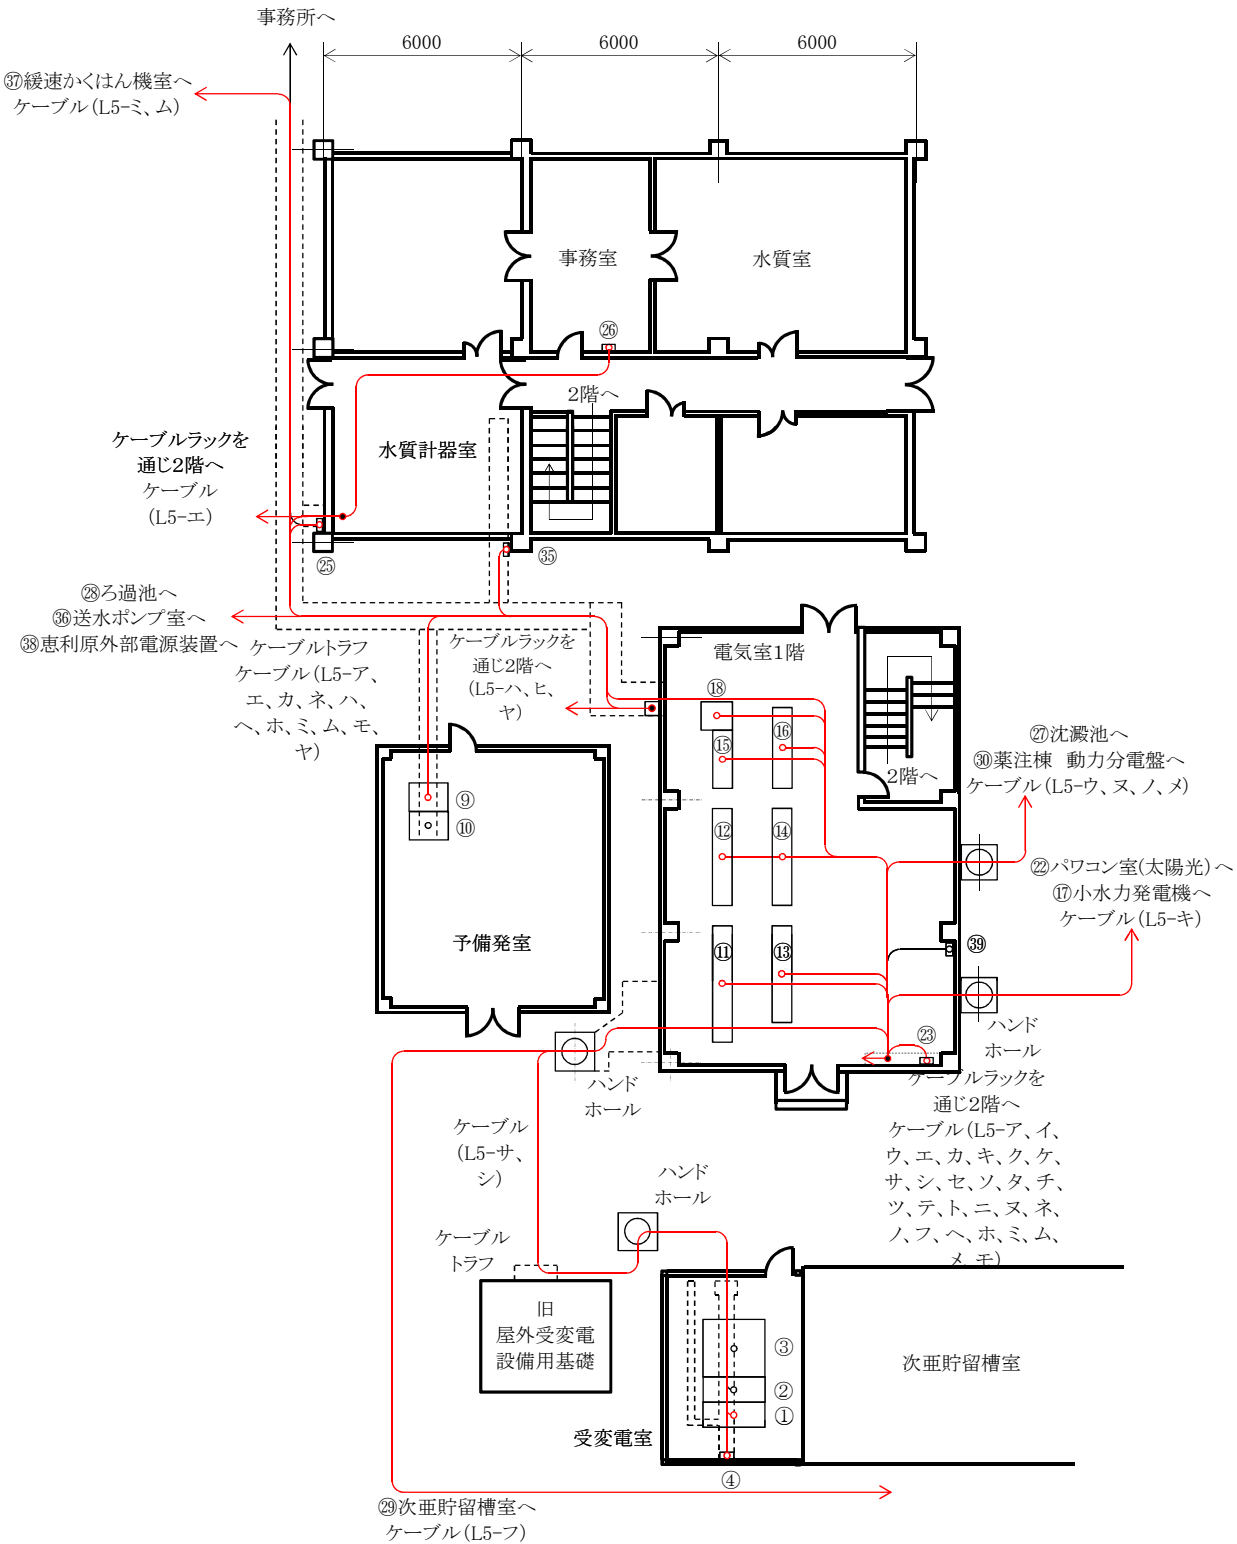 事務所へ
6000
6000
6000
㊲緩速かくはん機室へ
ケーブル(L5-ミ、ム)
事務室
水質室
㉖
2階へ
ケーブルラックを
通じ2階へ
ケーブル
(L5-エ)
水質計器室
㉕
㉟
㉘ろ過池へ
㊱送水ポンプ室へ
㊳恵利原外部電源装置へ
ケーブルトラフ
ケーブル(L5-ア、
エ、カ、ネ、ハ、
ヘ、ホ、ミ、ム、モ、
ヤ)
ケーブルラックを
通じ2階へ
(L5-ハ、ヒ、
ヤ)
電気室1階
⑱
⑯
⑮
2階へ
㉗沈澱池へ
㉚薬注棟 動力分電盤へ
ケーブル(L5-ウ、ヌ、ノ、メ)
⑨
⑩
⑫
⑭
㉒パワコン室(太陽光)へ
⑰小水力発電機へ
ケーブル(L5-キ)
予備発室
⑪
⑬
㊴
㉓
ハンド
ホール
ハンド
ホール
ケーブルラックを
通じ2階へ
ケーブル(L5-ア、イ、
ウ、エ、カ、キ、ク、ケ、
サ、シ、セ、ソ、タ、チ、
ツ、テ、ト、ニ、ヌ、ネ、
ノ、フ、ヘ、ホ、ミ、ム、
メ、モ)
ケーブル
(L5-サ、
シ)
ハンド
ホール
ケーブル
トラフ
旧
屋外受変電
設備用基礎
③
②
①
次亜貯留槽室
受変電室
④
㉙次亜貯留槽室へ
ケーブル(L5-フ)